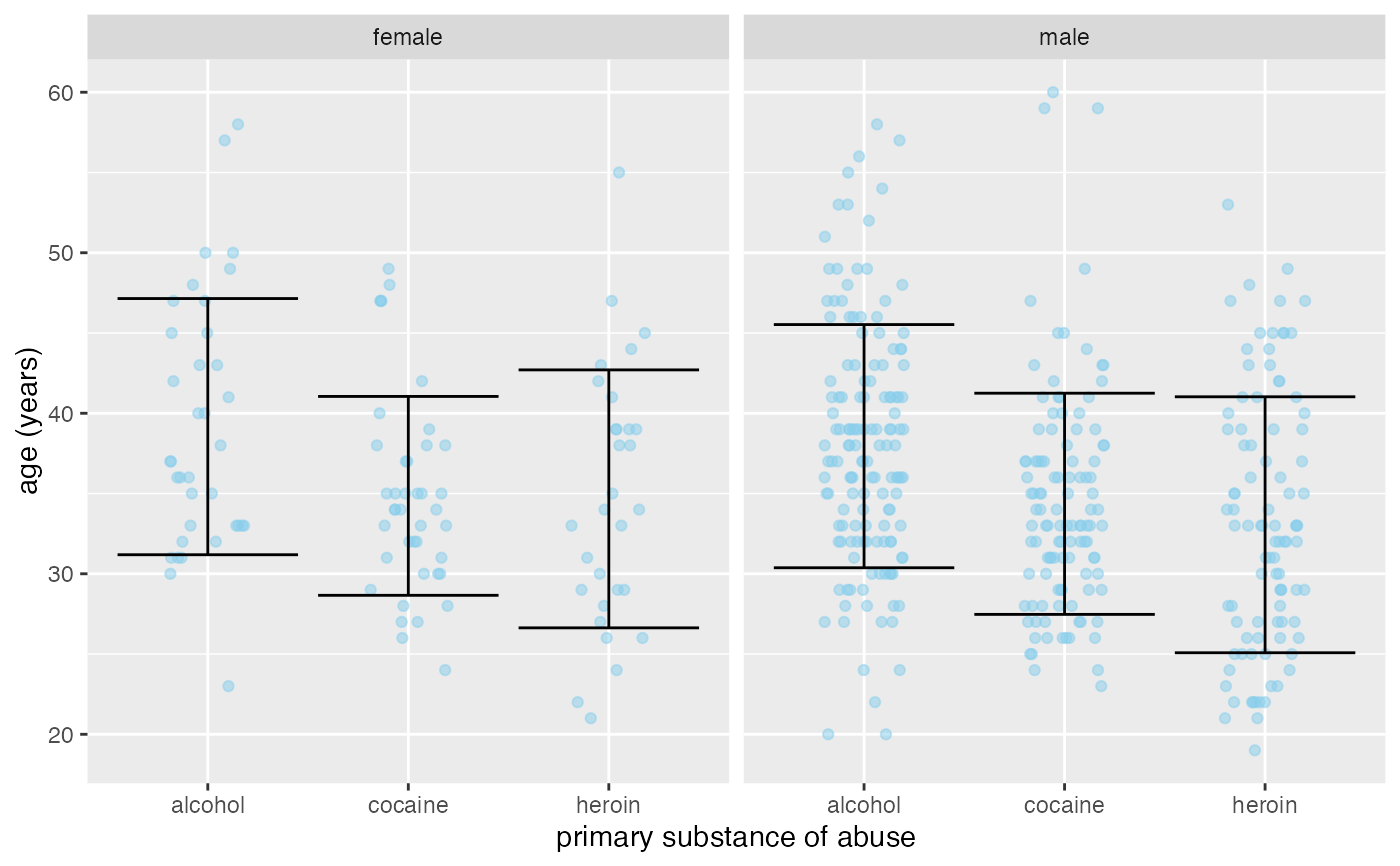 female
male
age (years)
60
50
40
30
20
alcohol
cocaine
heroin
alcohol
cocaine
heroin
primary substance of abuse